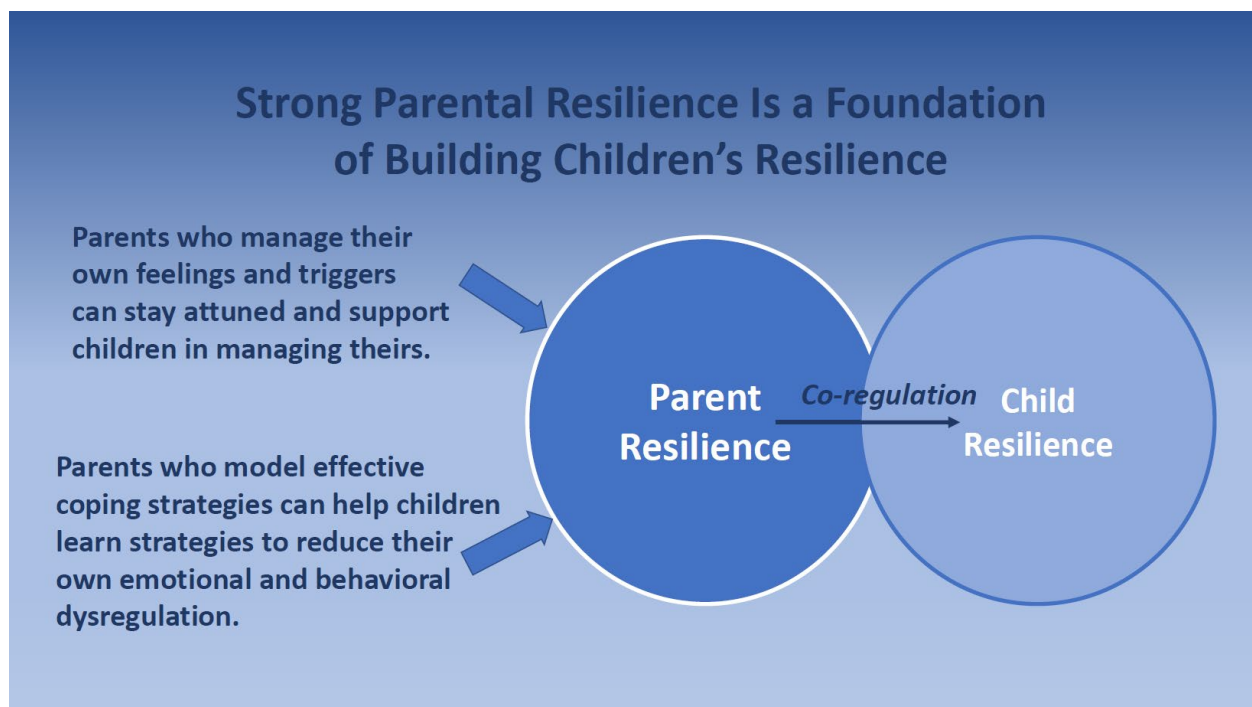 Strong Parental Resilience Is a Foundation
of Building Children’s Resilience
Parents who manage their
own feelings and triggers
can stay attuned and support
children in managing theirs.
Parents who model effective
coping strategies can help children
learn strategies to reduce their
own emotional and behavioral
dysregulation.
Parent
Resilience
Co-regulation
Child
Resilience